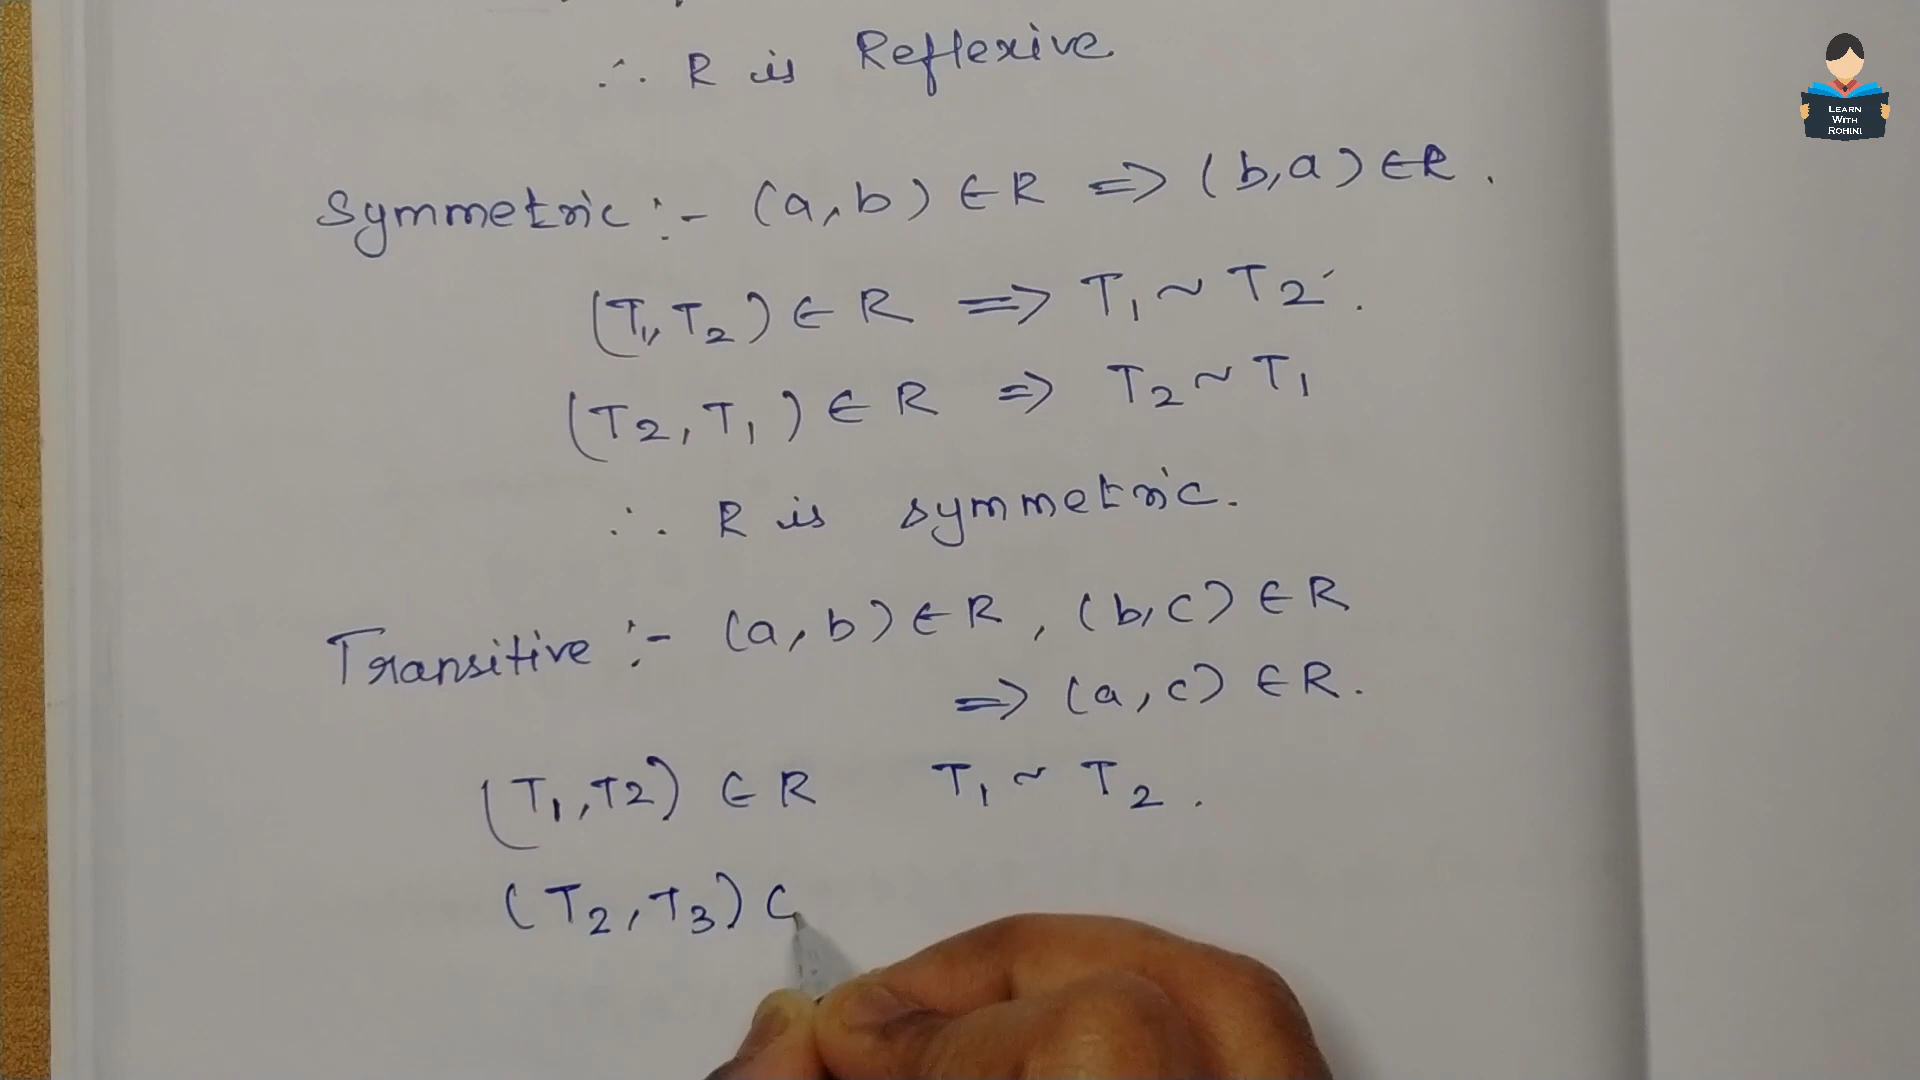 ∴ R is Reflexive
LEARN
WITH
ROHINI
Symmetric :- (a, b) ∈ R ⇒ (b, a) ∈ R.
(T1, T2) ∈ R ⇒ T1 ~ T2.
(T2, T1) ∈ R ⇒ T2 ~ T1
∴ R is symmetric.
Transitive :- (a, b) ∈ R, (b, c) ∈ R
⇒ (a, c) ∈ R.
(T1, T2) ∈ R T1 ~ T2.
(T2, T3) C